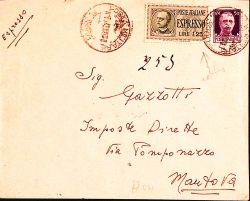 Espresso
POSTE ITALIANE
ESPRESSO
LIRE 1,25
253
Sig.
Gazzotti
Imposte Dirette
Via Pomponazzo
Mantova